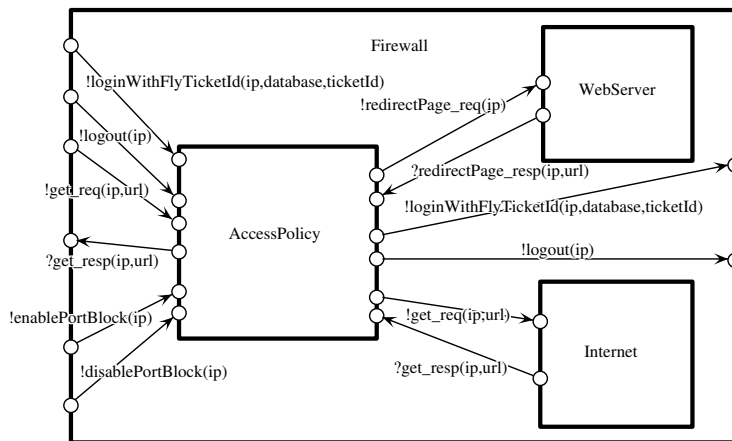 Firewall
!loginWithFlyTicketId(ip,database,ticketId)
WebServer
!redirectPage_req(ip)
!logout(ip)
?redirectPage_resp(ip,url)
!get_req(ip,url)
!loginWithFlyTicketId(ip,database,ticketId)
AccessPolicy
!logout(ip)
?get_resp(ip,url)
!enablePortBlock(ip)
!get_req(ip,url)
Internet
?get_resp(ip,url)
!disablePortBlock(ip)